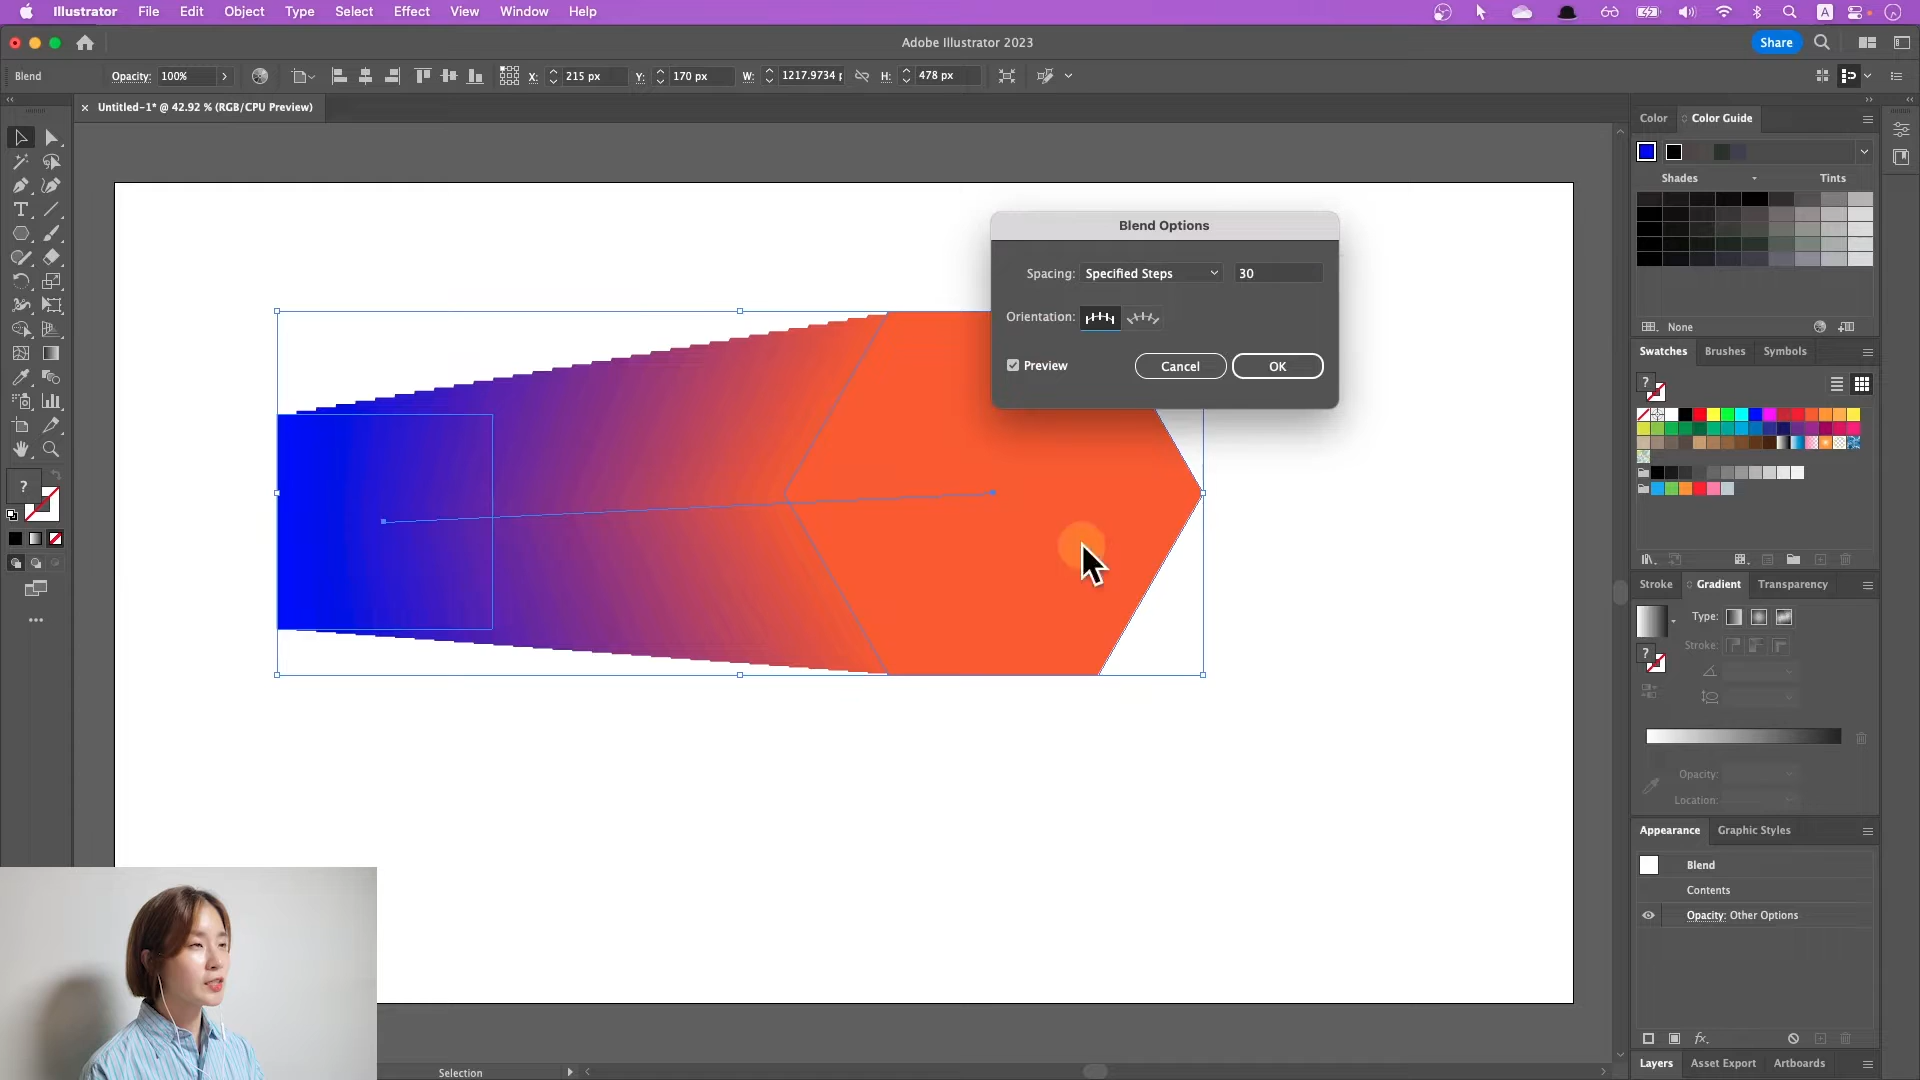 Illustrator File Edit Object Type Select Effect View Window Help A
Adobe Illustrator 2023
Share
Blend Opacity: 100% X: 215 px Y: 170 px W: 1217.9734 H: 478 px
× Untitled-1* @ 42.92 % (RGB/CPU Preview)
Color Color Guide
Shades Tints
None
Swatches Brushes Symbols
Blend Options
Spacing: Specified Steps 30
Orientation:
Preview Cancel OK
?
?
Stroke Gradient Transparency
Type:
Stroke:
?
Opacity:
Location:
Appearance Graphic Styles
Blend
Contents
Opacity: Other Options
fx
Layers Asset Export Artboards
Selection